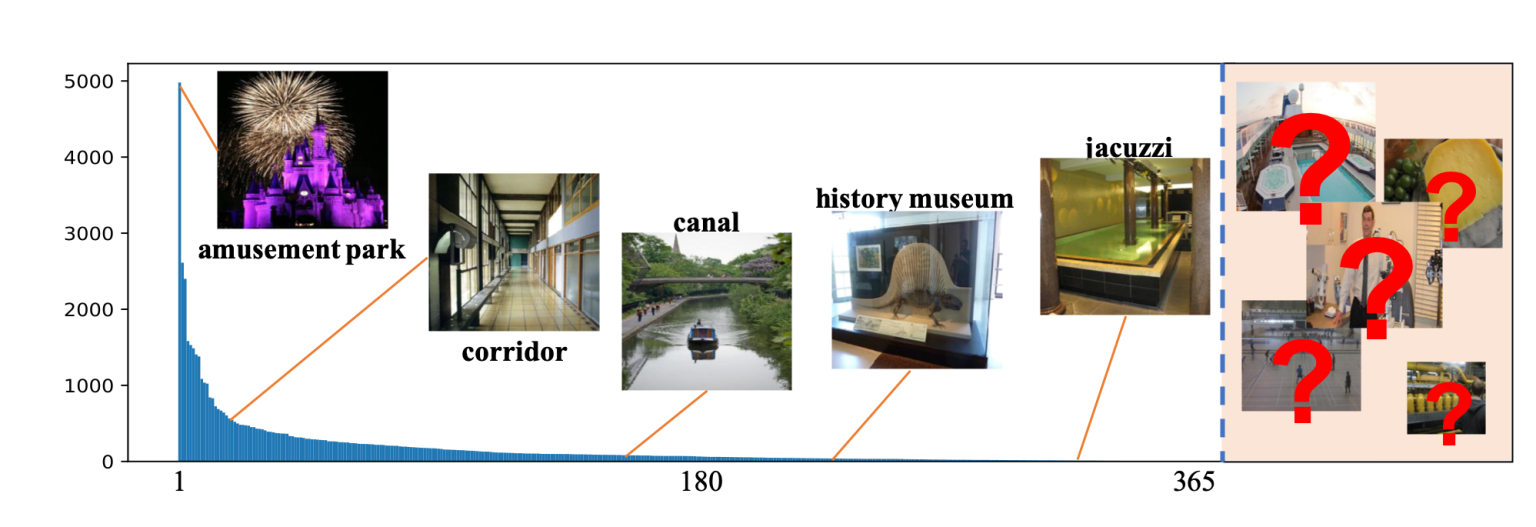 5000
4000
3000
2000
1000
0
amusement park
corridor
canal
history museum
jacuzzi
?
?
?
?
?
1
180
365